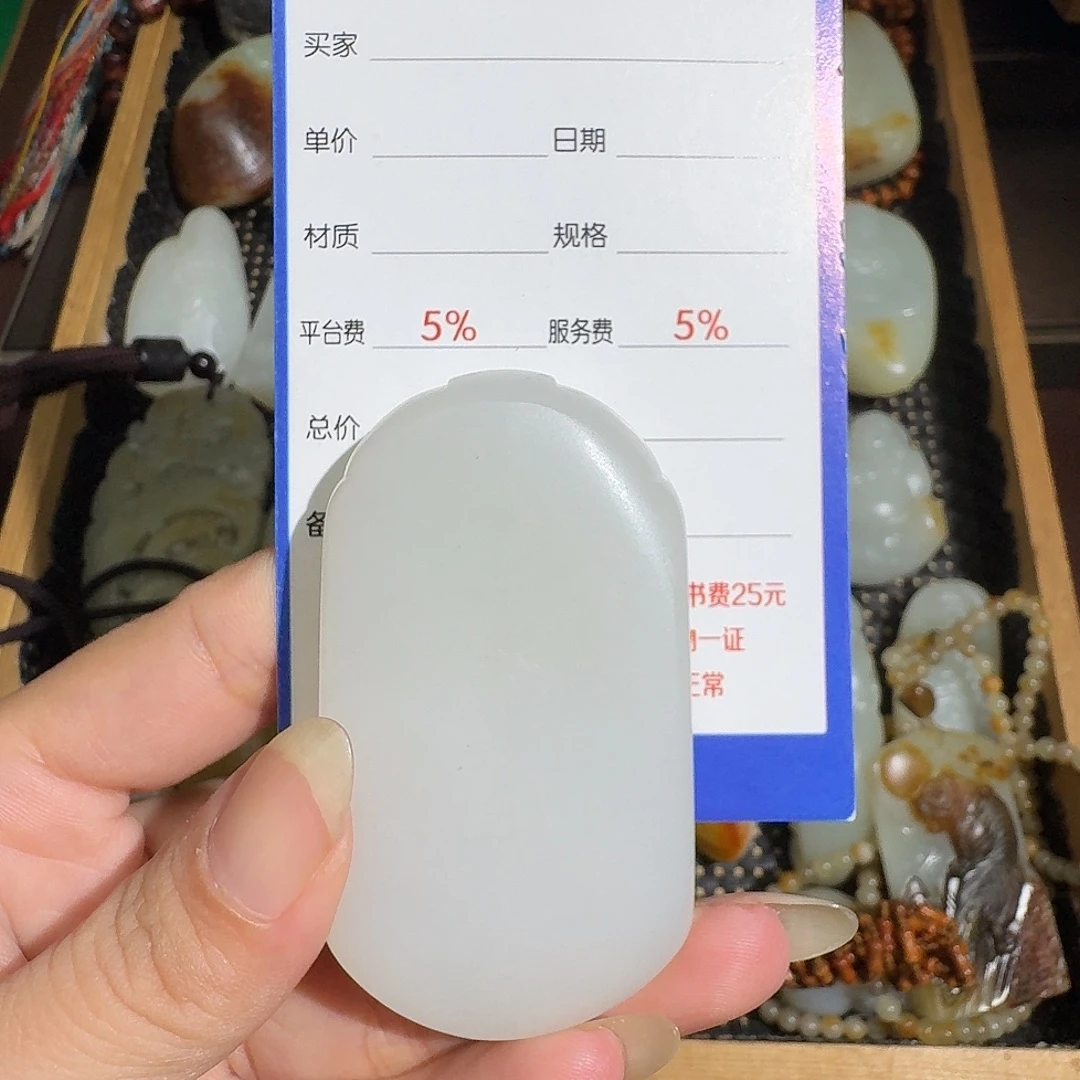 买家
单价 日期
材质 规格
平台费 5% 服务费 5%
总价
书费25元
一证
正常